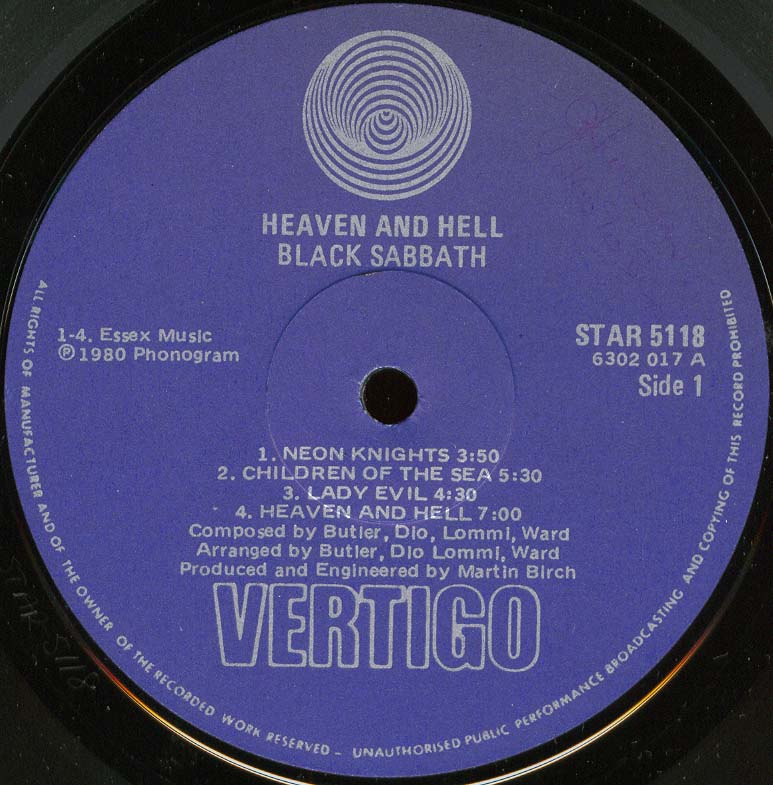 HEAVEN AND HELL
BLACK SABBATH
1-4. Essex Music
℗ 1980 Phonogram
STAR 5118
6302 017 A
Side 1
1. NEON KNIGHTS 3:50
2. CHILDREN OF THE SEA 5:30
3. LADY EVIL 4:30
4. HEAVEN AND HELL 7:00
Composed by Butler, Dio, Lommi, Ward
Arranged by Butler, Dio Lommi, Ward
Produced and Engineered by Martin Birch
VERTIGO
ALL RIGHTS OF MANUFACTURER AND OF THE OWNER OF THE RECORDED WORK RESERVED – UNAUTHORISED PUBLIC PERFORMANCE BROADCASTING AND COPYING OF THIS RECORD PROHIBITED
STAR 5118